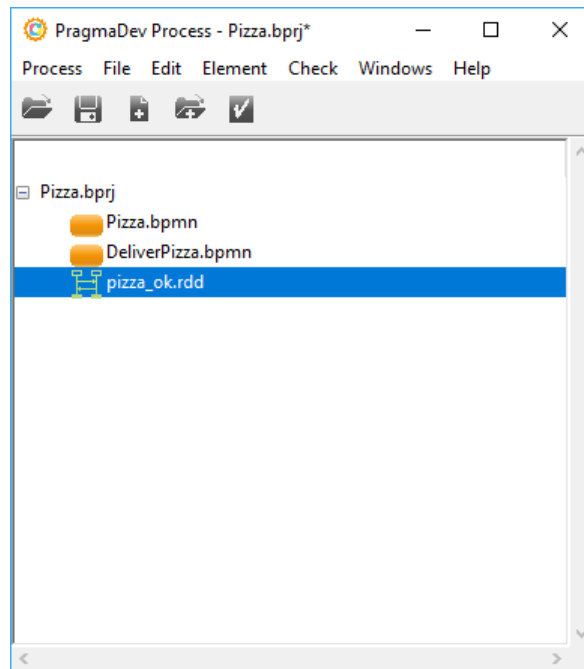 PragmaDev Process - Pizza.bprj*
Process File Edit Element Check Windows Help
Pizza.bprj
Pizza.bpmn
DeliverPizza.bpmn
pizza_ok.rdd